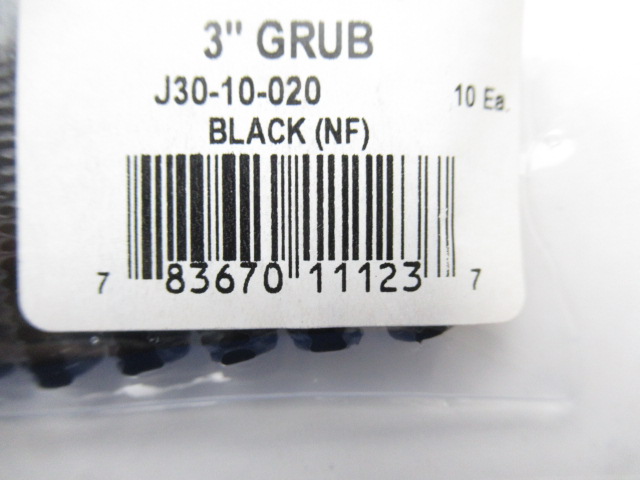 3" GRUB
J30-10-020 10 Ea.
BLACK (NF)
7 83670 11123 7